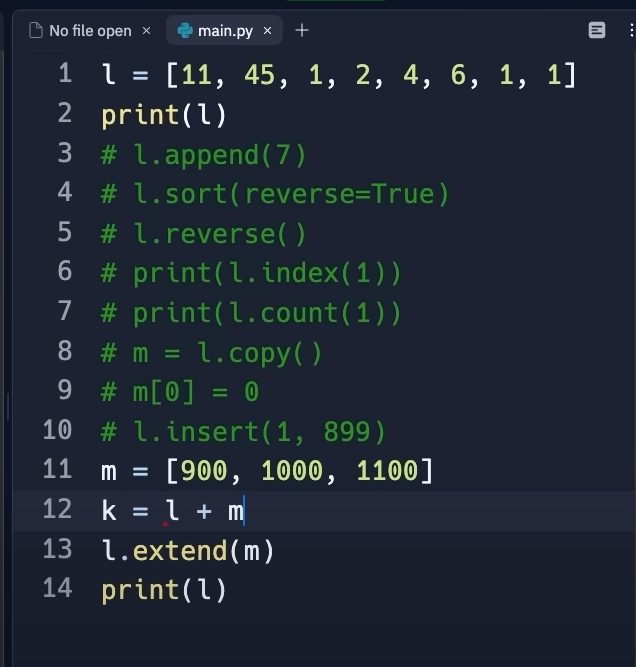 No file open × main.py × +
1 l = [11, 45, 1, 2, 4, 6, 1, 1]
2 print(l)
3 # l.append(7)
4 # l.sort(reverse=True)
5 # l.reverse()
6 # print(l.index(1))
7 # print(l.count(1))
8 # m = l.copy()
9 # m[0] = 0
10 # l.insert(1, 899)
11 m = [900, 1000, 1100]
12 k = l + m
13 l.extend(m)
14 print(l)